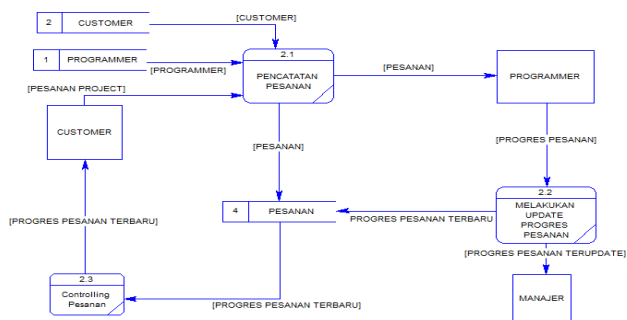 [CUSTOMER]
2 CUSTOMER
2.1
1 PROGRAMMER
[PROGRAMMER]
PENCATATAN
PESANAN
[PESANAN]
PROGRAMMER
[PESANAN PROJECT]
CUSTOMER
[PESANAN]
[PROGRES PESANAN]
2.2
MELAKUKAN
UPDATE
PROGRES
PESANAN
4 PESANAN
PROGRES PESANAN TERBARU
[PROGRES PESANAN TERBARU]
[PROGRES PESANAN TERUPDATE]
2.3
Controlling
Pesanan
[PROGRES PESANAN TERBARU]
MANAJER